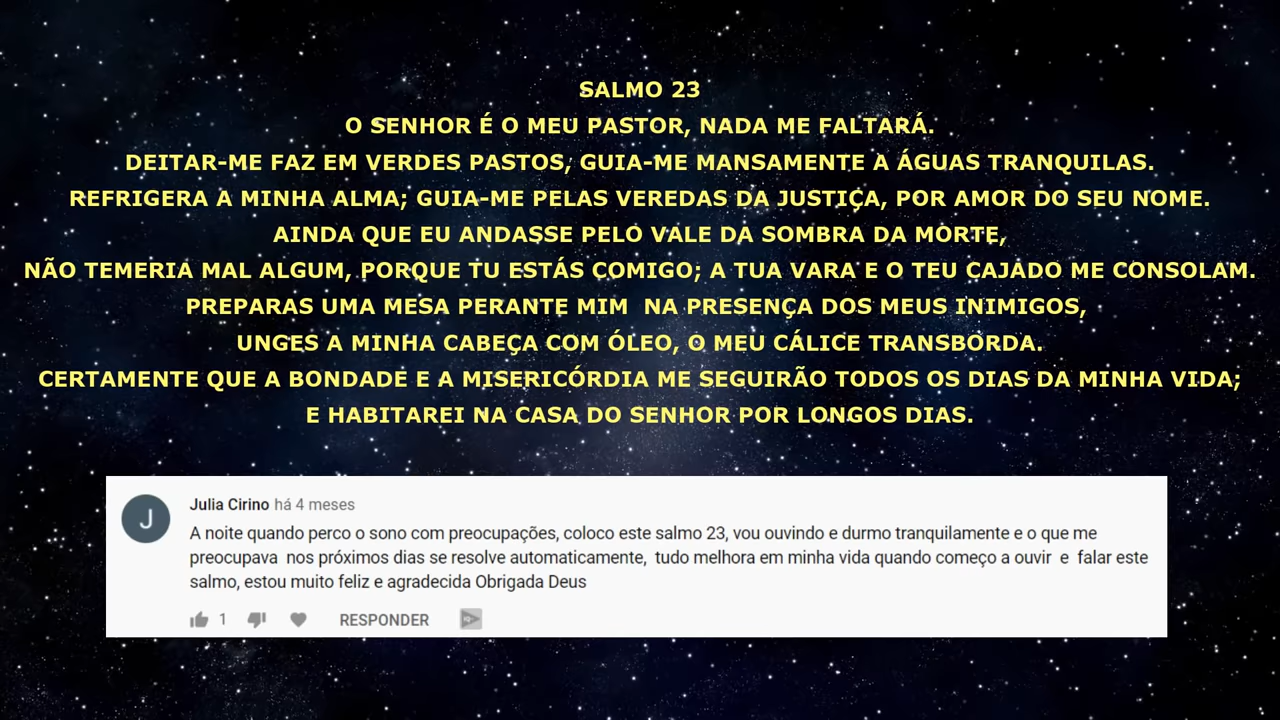 SALMO 23
O SENHOR É O MEU PASTOR, NADA ME FALTARÁ.
DEITAR-ME FAZ EM VERDES PASTOS, GUIA-ME MANSAMENTE A ÁGUAS TRANQUILAS.
REFRIGERA A MINHA ALMA; GUIA-ME PELAS VEREDAS DA JUSTIÇA, POR AMOR DO SEU NOME.
AINDA QUE EU ANDASSE PELO VALE DA SOMBRA DA MORTE,
NÃO TEMERIA MAL ALGUM, PORQUE TU ESTÁS COMIGO; A TUA VARA E O TEU CAJADO ME CONSOLAM.
PREPARAS UMA MESA PERANTE MIM  NA PRESENÇA DOS MEUS INIMIGOS,
UNGES A MINHA CABEÇA COM ÓLEO, O MEU CÁLICE TRANSBORDA.
CERTAMENTE QUE A BONDADE E A MISERICÓRDIA ME SEGUIRÃO TODOS OS DIAS DA MINHA VIDA;
E HABITAREI NA CASA DO SENHOR POR LONGOS DIAS.
J
Julia Cirino há 4 meses
A noite quando perco o sono com preocupações, coloco este salmo 23, vou ouvindo e durmo tranquilamente e o que me
preocupava  nos próximos dias se resolve automaticamente,  tudo melhora em minha vida quando começo a ouvir  e  falar este
salmo, estou muito feliz e agradecida Obrigada Deus
1 RESPONDER